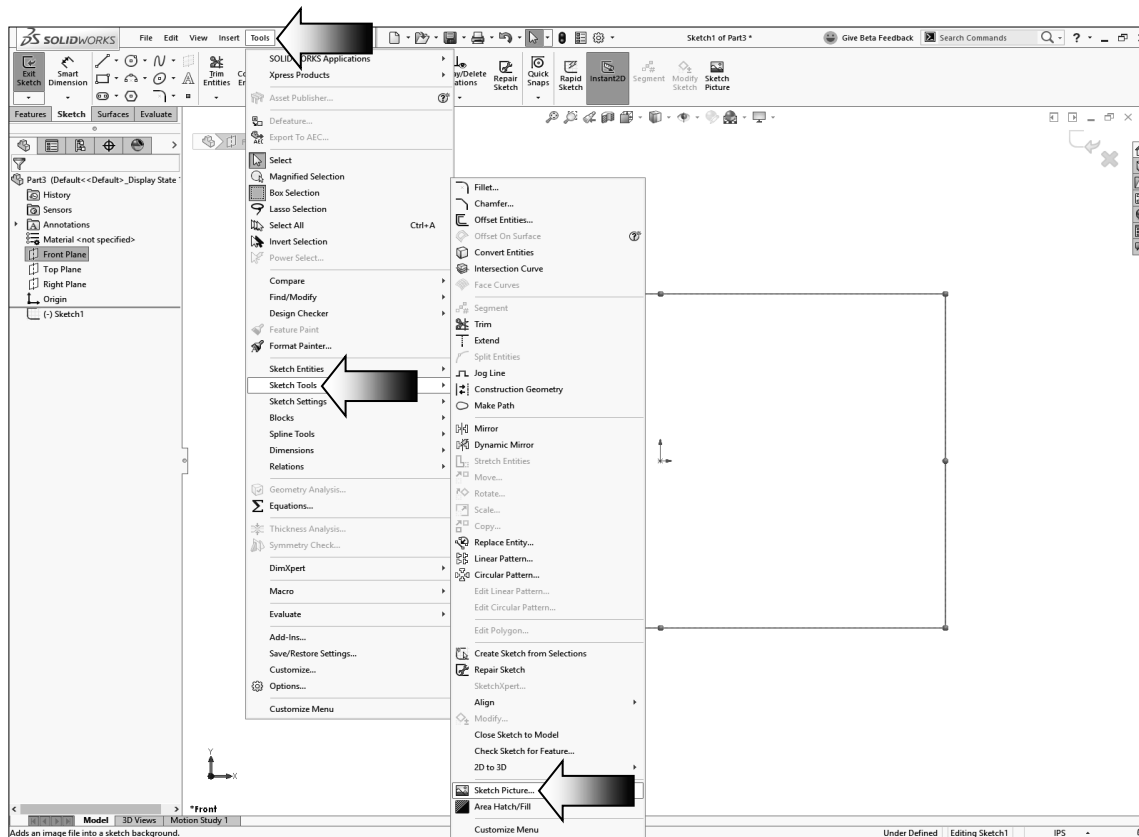 SOLIDWORKS File Edit View Insert Tools Sketch1 of Part3 * Give Beta Feedback Search Commands ?
Exit Sketch Smart Dimension Trim Entities Repair Sketch Quick Snaps Rapid Sketch Instant2D Segment Modify Sketch Sketch Picture
Features Sketch Surfaces Evaluate
Part3 (Default<<Default>_Display State
History
Sensors
Annotations
Material <not specified>
Front Plane
Top Plane
Right Plane
Origin
(-) Sketch1
Xpress Products
Asset Publisher...
Defeature...
Export To AEC...
Select
Magnified Selection
Box Selection
Lasso Selection
Select All Ctrl+A
Invert Selection
Power Select...
Compare
Find/Modify
Design Checker
Feature Paint
Format Painter...
Sketch Entities
Sketch Tools
Sketch Settings
Blocks
Spline Tools
Dimensions
Relations
Geometry Analysis...
Equations...
Thickness Analysis...
Symmetry Check...
DimXpert
Macro
Evaluate
Add-Ins...
Save/Restore Settings...
Customize...
Options...
Customize Menu
Fillet...
Chamfer...
Offset Entities...
Offset On Surface
Convert Entities
Intersection Curve
Face Curves
Segment
Trim
Extend
Split Entities
Jog Line
Construction Geometry
Make Path
Mirror
Dynamic Mirror
Stretch Entities
Move...
Rotate...
Scale...
Copy...
Replace Entity...
Linear Pattern...
Circular Pattern...
Edit Linear Pattern...
Edit Circular Pattern...
Edit Polygon...
Create Sketch from Selections
Repair Sketch
SketchXpert...
Align
Modify...
Close Sketch to Model
Check Sketch for Feature...
2D to 3D
Sketch Picture...
Area Hatch/Fill
Customize Menu
Y
X
*Front
Model 3D Views Motion Study 1
Adds an image file into a sketch background. Under Defined Editing Sketch1 IPS